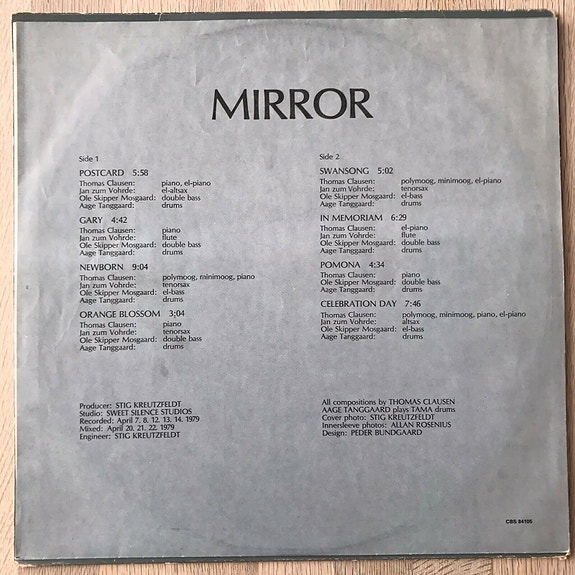 MIRROR
Side 1
POSTCARD 5:58
Thomas Clausen: piano, el-piano
Jan zum Vohrde: el-altsax
Ole Skipper Mosgaard: double bass
Aage Tanggaard: drums
GARY 4:42
Thomas Clausen: piano
Jan zum Vohrde: flute
Ole Skipper Mosgaard: double bass
Aage Tanggaard: drums
NEWBORN 9:04
Thomas Clausen: polymoog, minimoog, piano
Jan zum Vohrde: tenorsax
Ole Skipper Mosgaard: el-bass
Aage Tanggaard: drums
ORANGE BLOSSOM 3;04
Thomas Clausen: piano
Jan zum Vohrde: tenorsax
Ole Skipper Mosgaard: double bass
Aage Tanggaard: drums
Side 2
SWANSONG 5:02
Thomas Clausen: polymoog, minimoog, el-piano
Jan zum Vohrde: tenorsax
Ole Skipper Mosgaard: el-bass
Aage Tanggaard: drums
IN MEMORIAM 6:29
Thomas Clausen: el-piano
Jan zum Vohrde: flute
Ole Skipper Mosgaard: double bass
Aage Tanggaard: drums
POMONA 4:34
Thomas Clausen: piano
Ole Skipper Mosgaard: double bass
Aage Tanggaard: drums
CELEBRATION DAY 7:46
Thomas Clausen: polymoog, minimoog, piano, el-piano
Jan zum Vohrde: altsax
Ole Skipper Mosgaard: el-bass
Aage Tanggaard: drums
Producer: STIG KREUTZFELDT
Studio: SWEET SILENCE STUDIOS
Recorded: April 7. 8. 12. 13. 14. 1979
Mixed: April 20. 21. 22. 1979
Engineer: STIG KREUTZFELDT
All compositions by THOMAS CLAUSEN
AAGE TANGGAARD plays TAMA drums
Cover photo: STIG KREUTZFELDT
Innersleeve photos: ALLAN ROSENIUS
Design: PEDER BUNDGAARD
CBS 84105